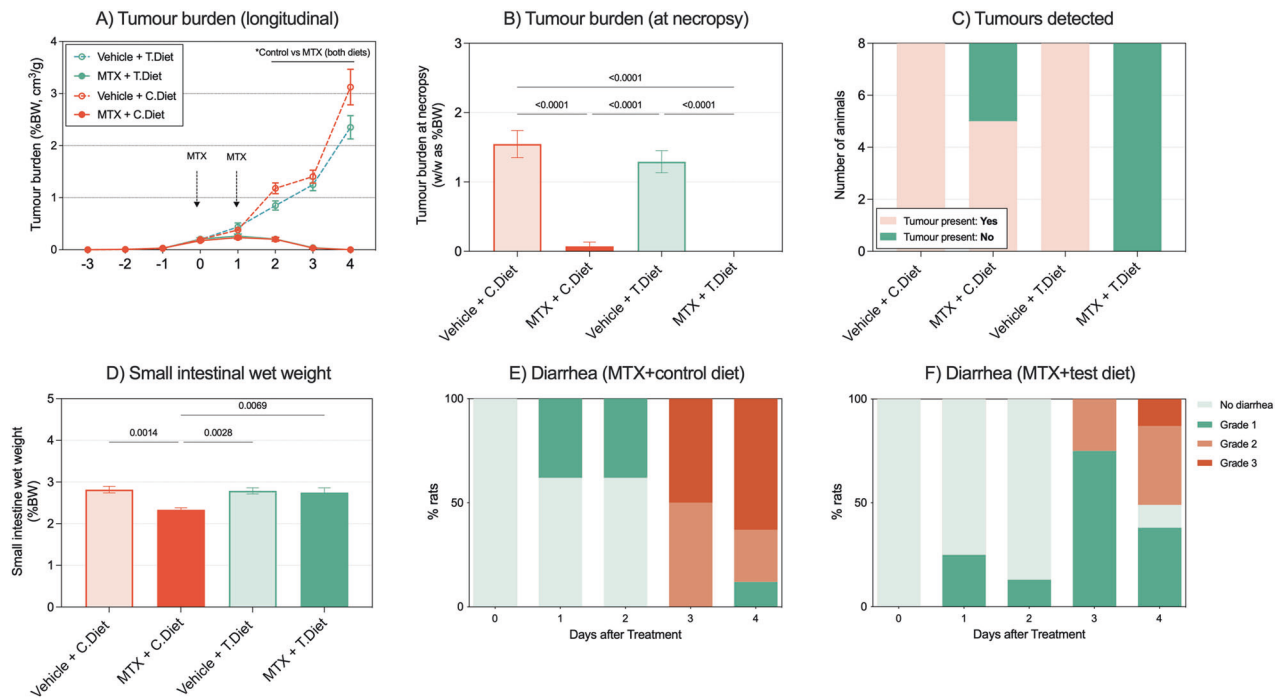 A) Tumour burden (longitudinal)
Tumour burden (%BW, cm³/g)
4
3
2
1
0
Vehicle + T.Diet
MTX + T.Diet
Vehicle + C.Diet
MTX + C.Diet
*Control vs MTX (both diets)
MTX MTX
-3 -2 -1 0 1 2 3 4
B) Tumour burden (at necropsy)
Tumour burden at necropsy
(w/w as %BW)
3
2
1
0
<0.0001
<0.0001 <0.0001 <0.0001
Vehicle + C.Diet
MTX + C.Diet
Vehicle + T.Diet
MTX + T.Diet
C) Tumours detected
Number of animals
8
6
4
2
0
Tumour present: Yes
Tumour present: No
Vehicle + C.Diet
MTX + C.Diet
Vehicle + T.Diet
MTX + T.Diet
D) Small intestinal wet weight
Small intestine wet weight
(%BW)
5
4
3
2
1
0
0.0069
0.0014 0.0028
Vehicle + C.Diet
MTX + C.Diet
Vehicle + T.Diet
MTX + T.Diet
E) Diarrhea (MTX+control diet)
% rats
100
50
0
0 1 2 3 4
Days after Treatment
F) Diarrhea (MTX+test diet)
% rats
100
50
0
0 1 2 3 4
Days after Treatment
No diarrhea
Grade 1
Grade 2
Grade 3